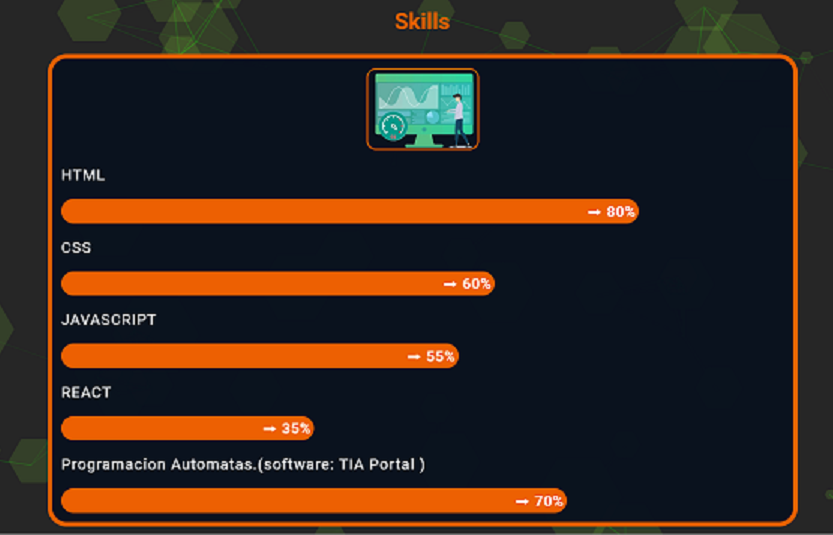 Skills
HTML
→ 80%
CSS
→ 60%
JAVASCRIPT
→ 55%
REACT
→ 35%
Programacion Automatas.(software: TIA Portal )
→ 70%